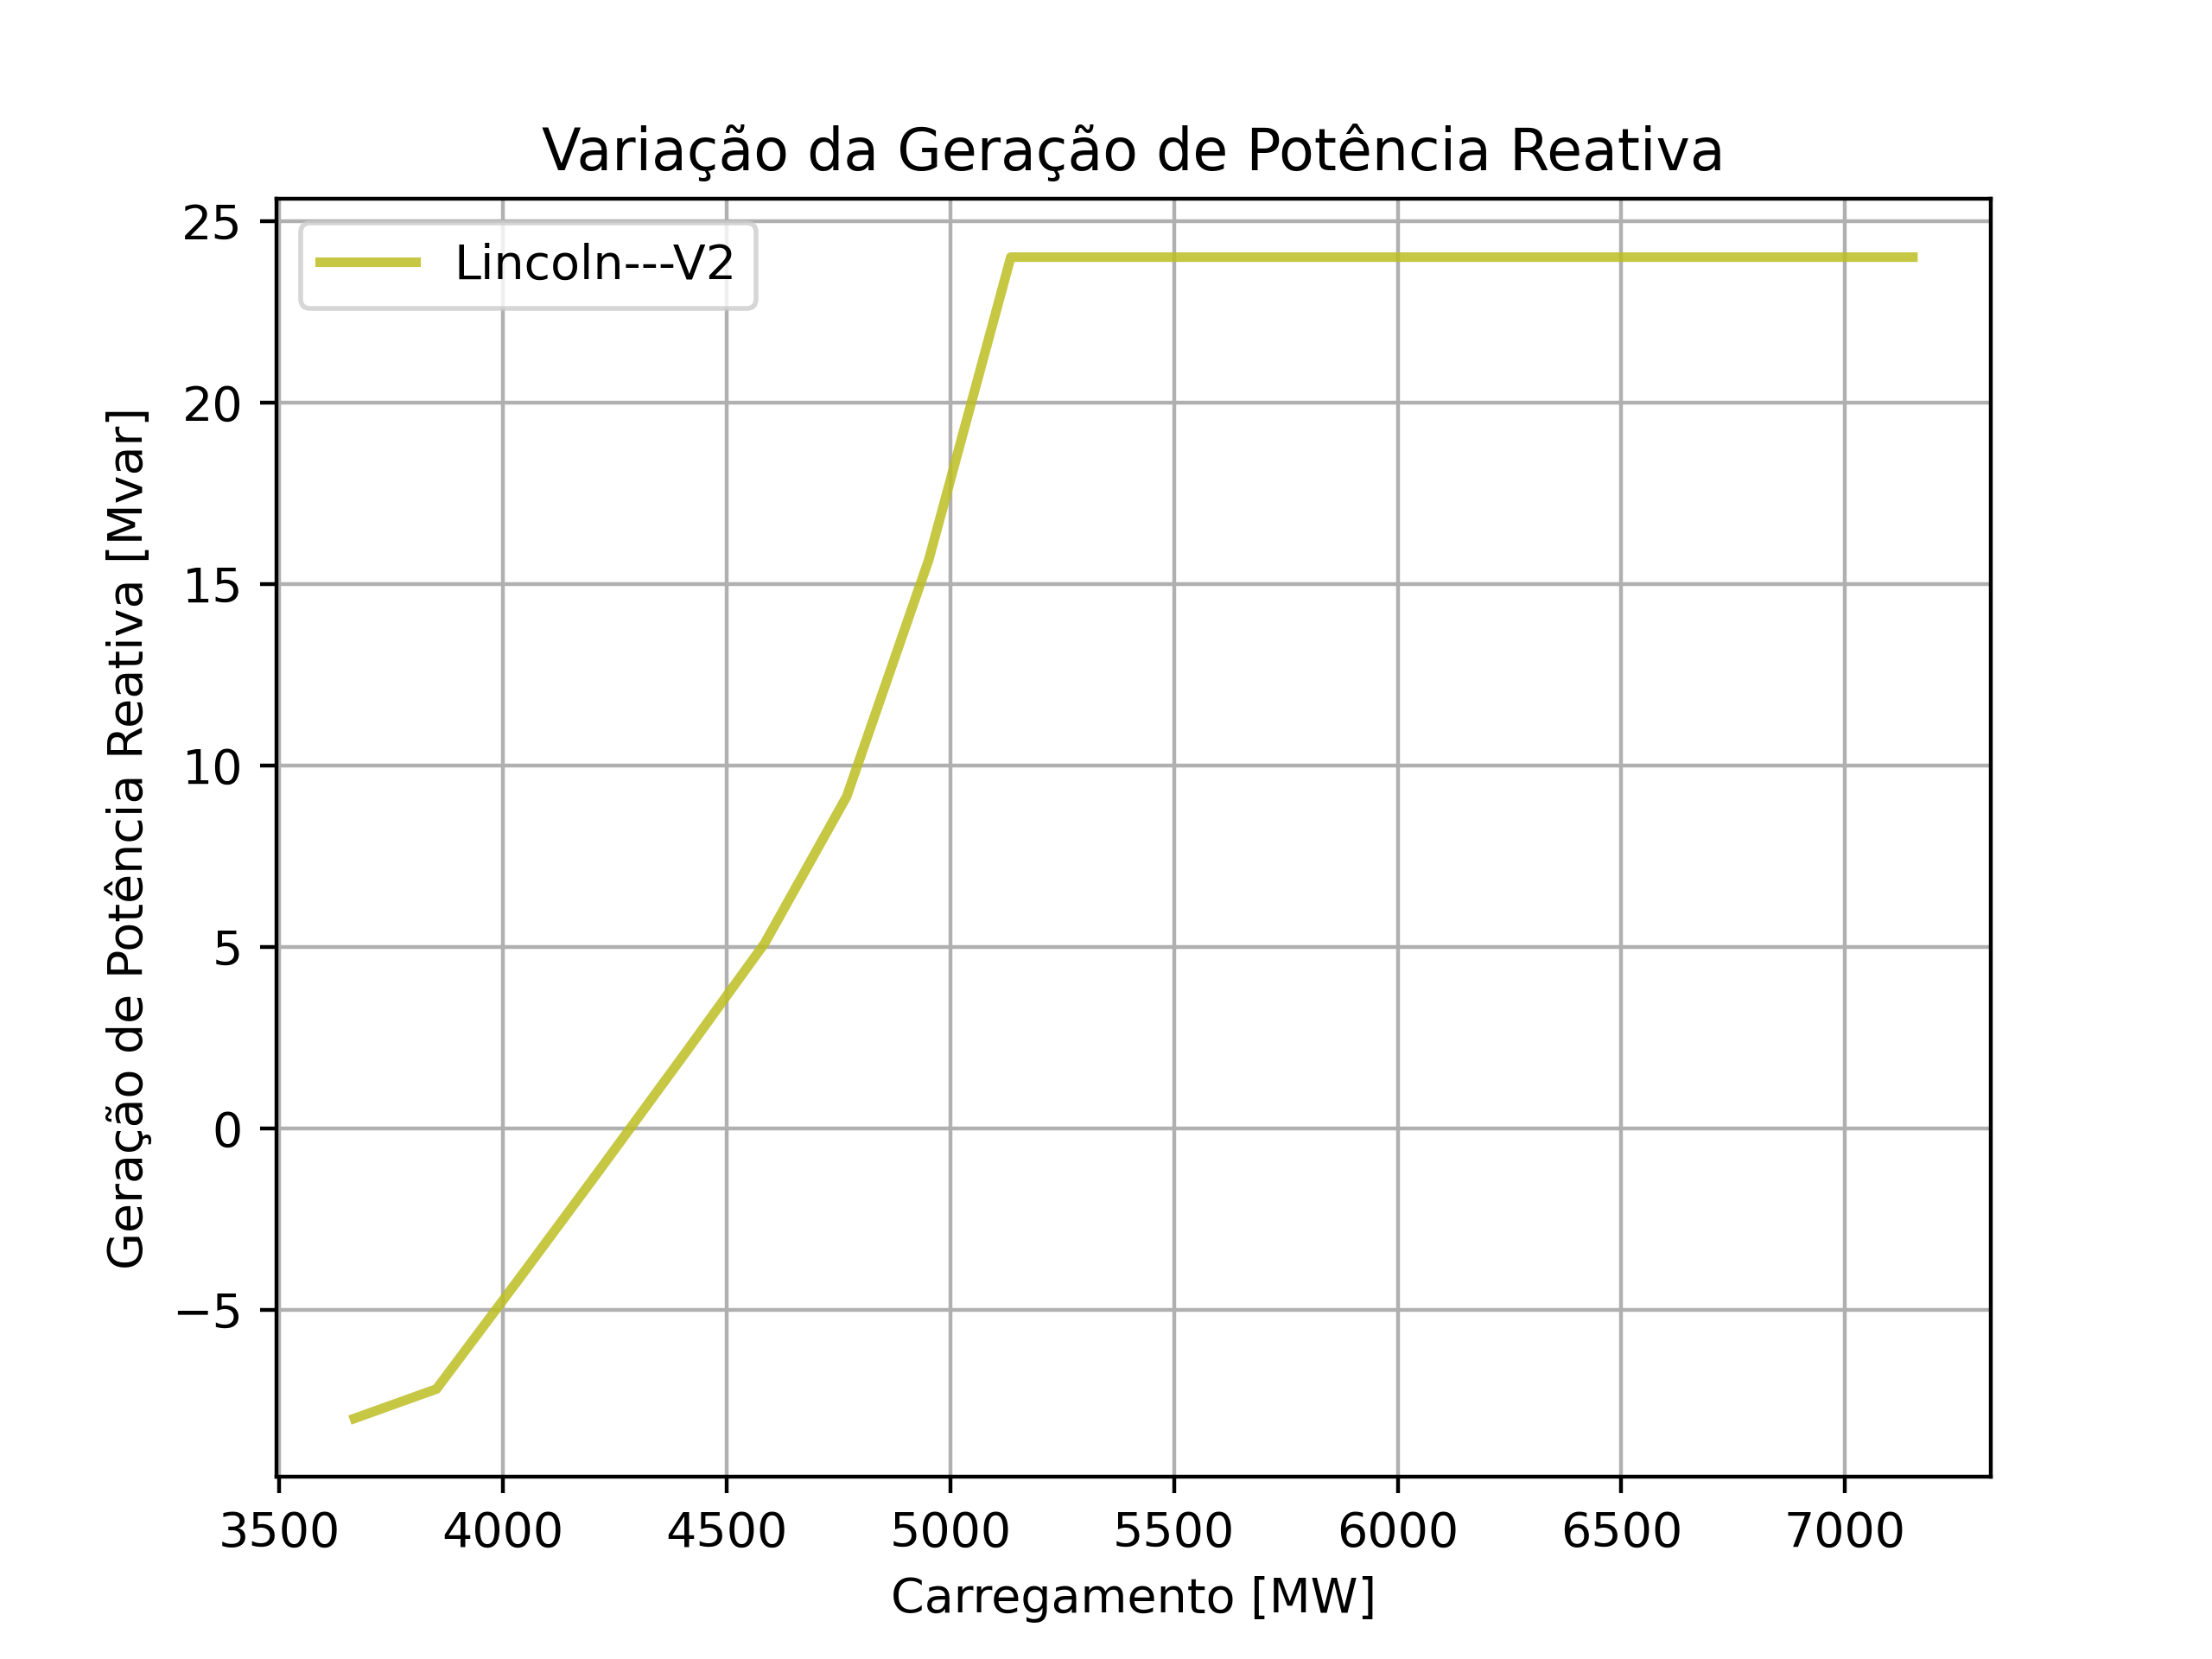 Variação da Geração de Potência Reativa
Lincoln---V2
Geração de Potência Reativa [Mvar]
25
20
15
10
5
0
−5
3500 4000 4500 5000 5500 6000 6500 7000
Carregamento [MW]